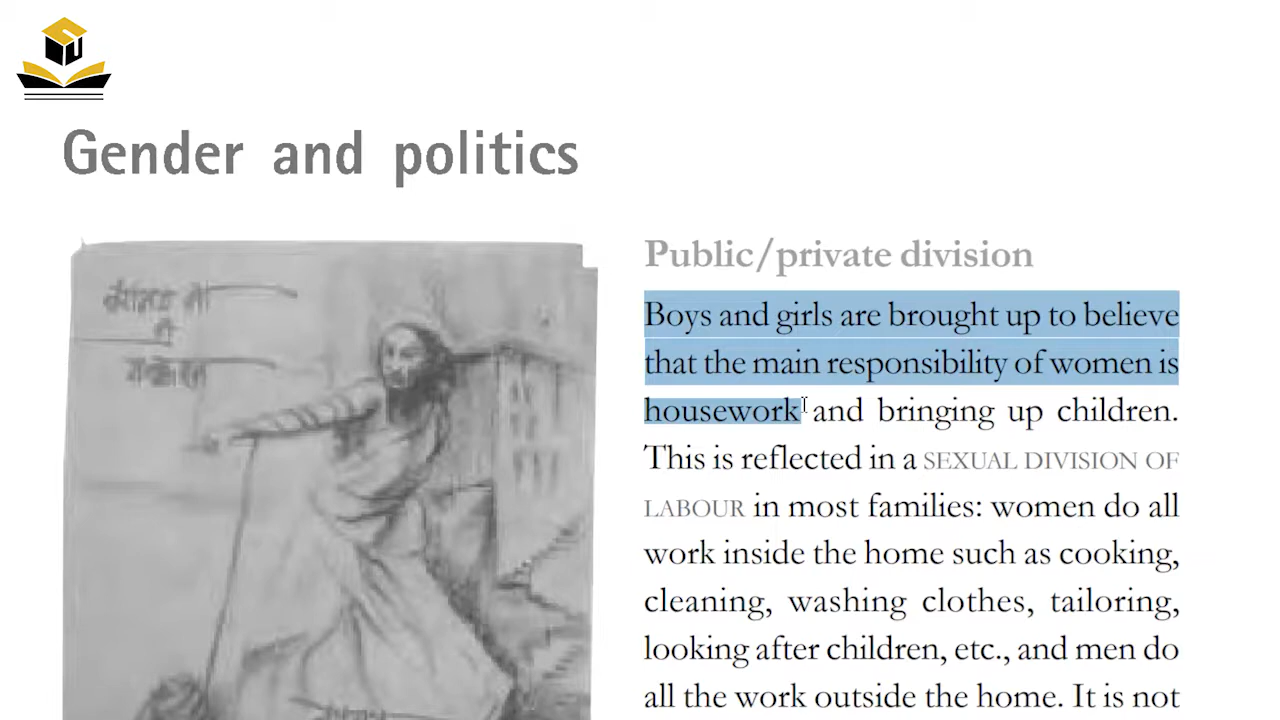 Gender and politics
Public/private division
Boys and girls are brought up to believe
that the main responsibility of women is
housework and bringing up children.
This is reflected in a SEXUAL DIVISION OF
LABOUR in most families: women do all
work inside the home such as cooking,
cleaning, washing clothes, tailoring,
looking after children, etc., and men do
all the work outside the home. It is not